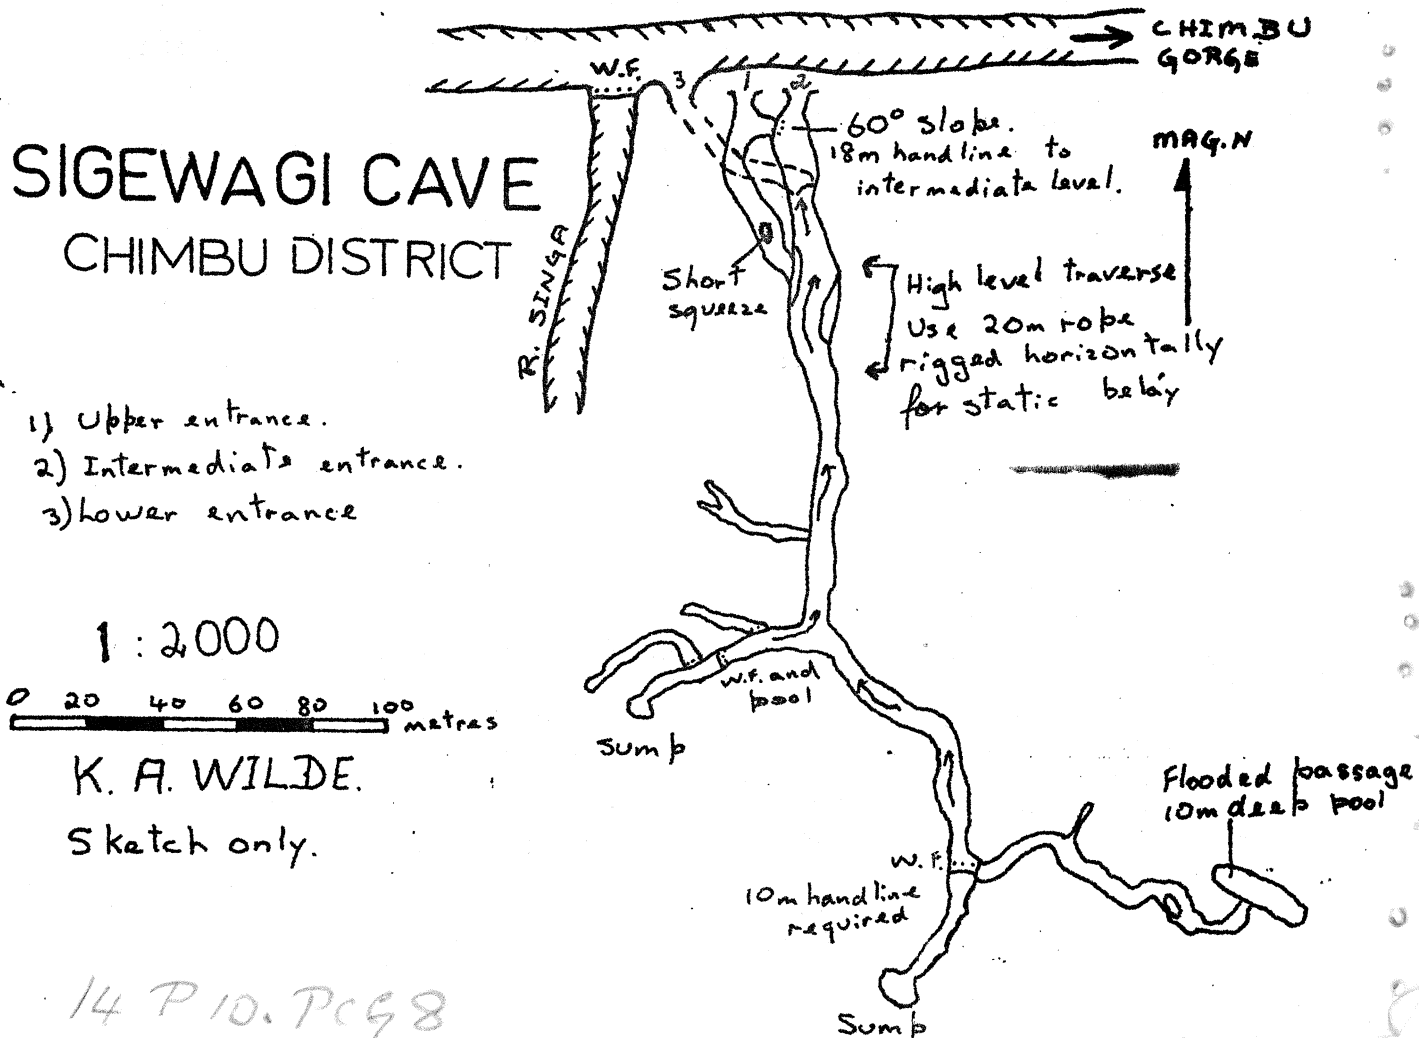 CHIMBU
GORGE
W.F.
3
1
2
SIGEWAGI CAVE
CHIMBU DISTRICT
60° slope.
18m handline to
intermediate level.
MAG.N
R. SINGA
Short
squeeze
High level traverse
Use 20m rope
rigged horizontally
for static belay
1) Upper entrance.
2) Intermediate entrance.
3) Lower entrance
1 : 2000
0 20 40 60 80 100
metres
K. A. WILDE.
Sketch only.
W.F. and
pool
Sump
Flooded passage
10m deep pool
W.F.
10m handline
required
Sump
14 P 10. PCG 8